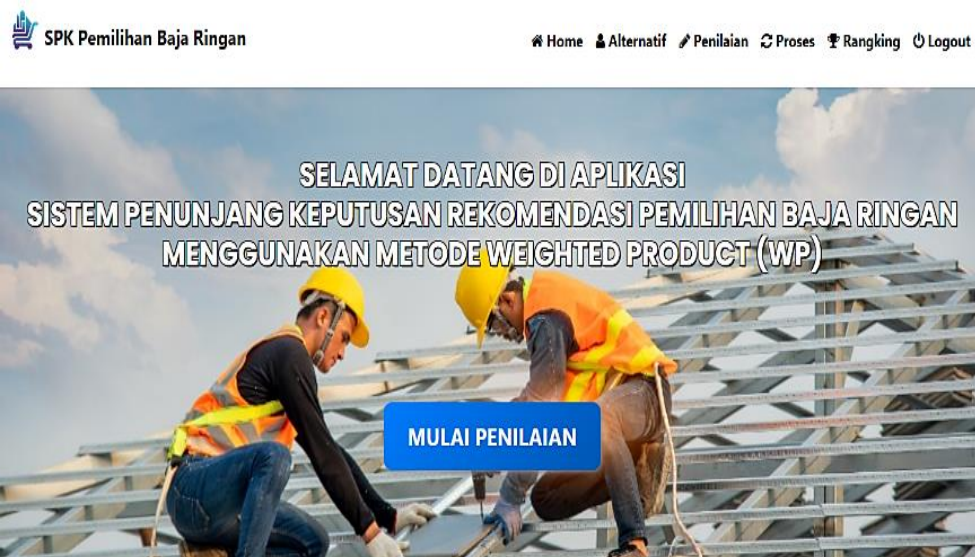 SPK Pemilihan Baja Ringan
Home Alternatif Penilaian Proses Rangking Logout
SELAMAT DATANG DI APLIKASI
SISTEM PENUNJANG KEPUTUSAN REKOMENDASI PEMILIHAN BAJA RINGAN
MENGGUNAKAN METODE WEIGHTED PRODUCT (WP)
MULAI PENILAIAN